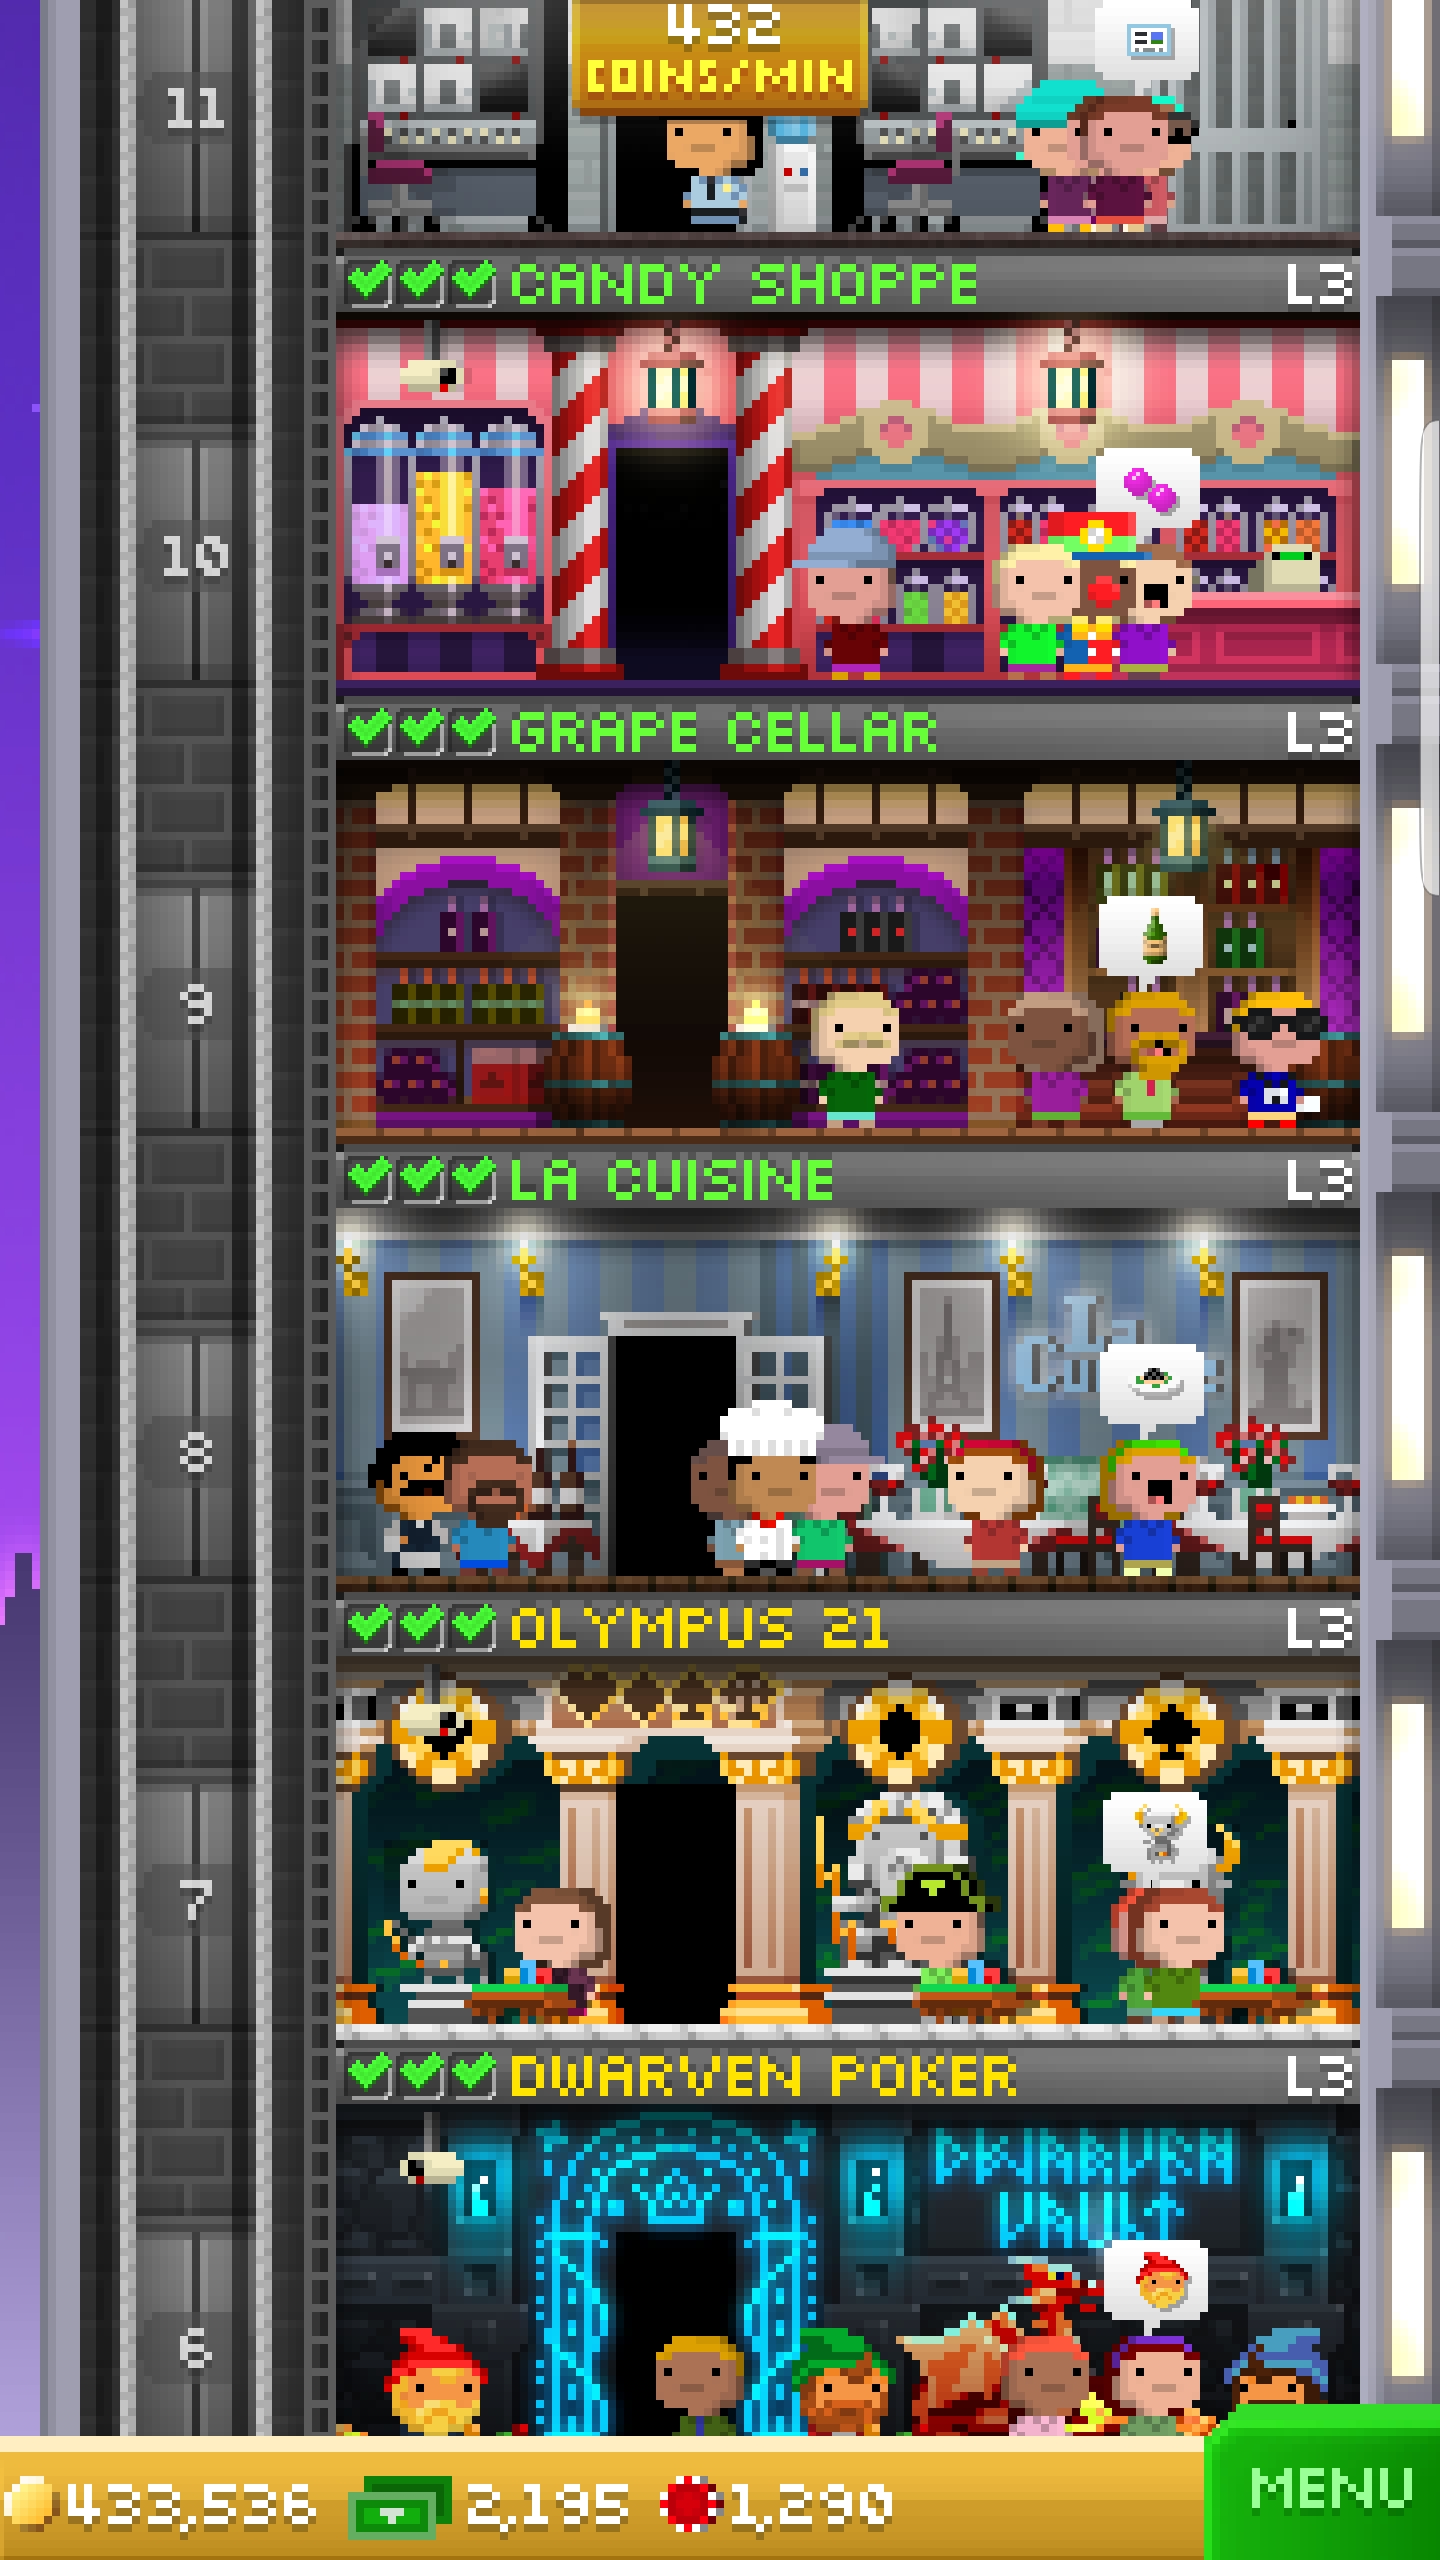 432
COINS/MIN
11
CANDY SHOPPE L3
10
GRAPE CELLAR L3
9
LA CUISINE L3
La
8
OLYMPUS 21 L3
7
DWARVEN POKER L3
DWARVEN
VAULT
6
433,536 2,195 1,290
MENU